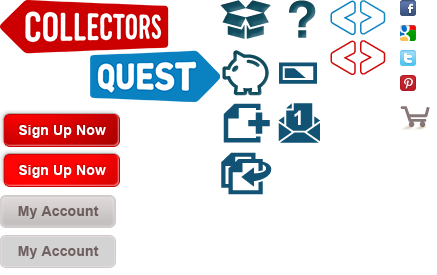 COLLECTORS
QUEST
?
1
Sign Up Now
Sign Up Now
My Account
My Account
f
g
t
p